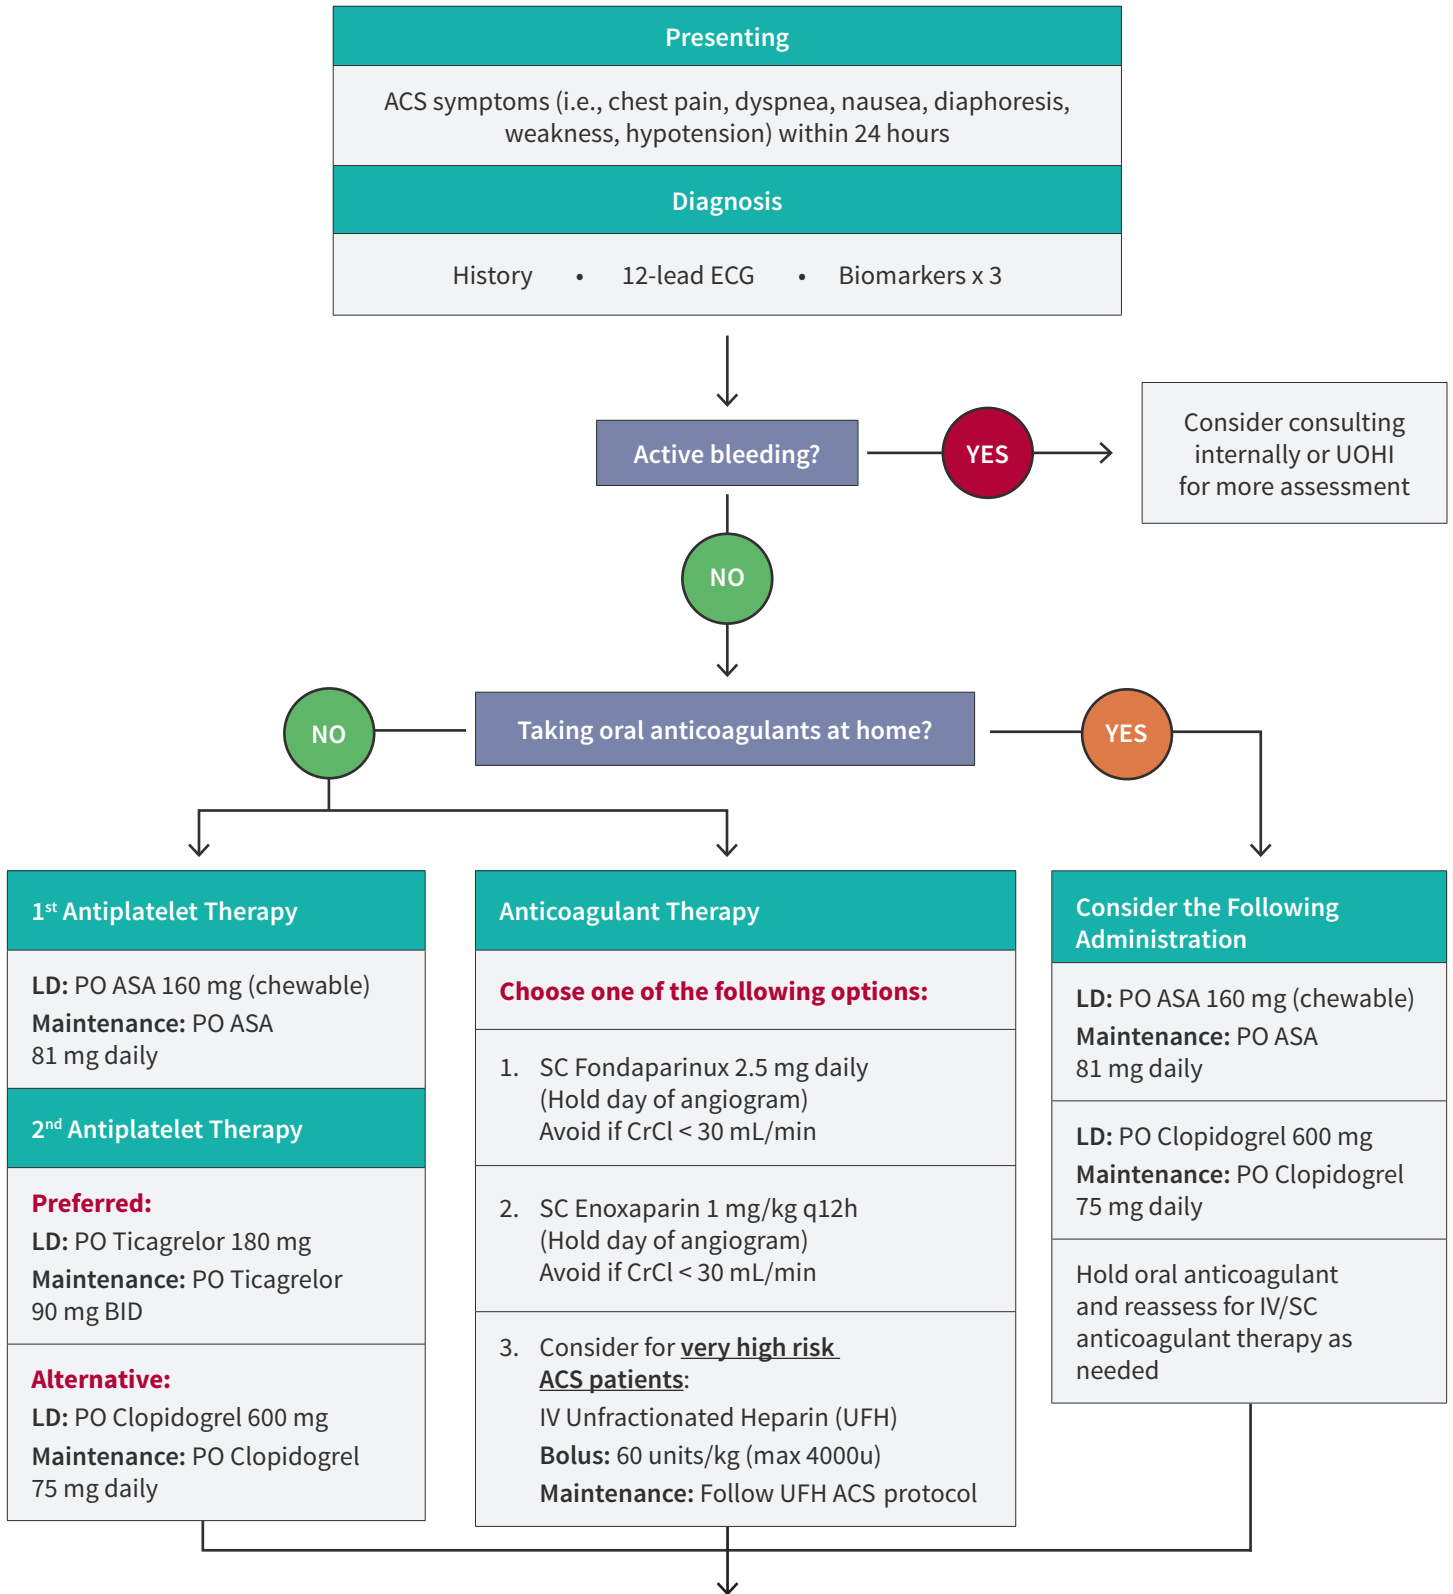 Presenting
ACS symptoms (i.e., chest pain, dyspnea, nausea, diaphoresis,
weakness, hypotension) within 24 hours
Diagnosis
History • 12-lead ECG • Biomarkers x 3
Active bleeding?
YES
Consider consulting
internally or UOHI
for more assessment
NO
NO
Taking oral anticoagulants at home?
YES
1st Antiplatelet Therapy
LD: PO ASA 160 mg (chewable)
Maintenance: PO ASA
81 mg daily
2nd Antiplatelet Therapy
Preferred:
LD: PO Ticagrelor 180 mg
Maintenance: PO Ticagrelor
90 mg BID
Alternative:
LD: PO Clopidogrel 600 mg
Maintenance: PO Clopidogrel
75 mg daily
Anticoagulant Therapy
Choose one of the following options:
1. SC Fondaparinux 2.5 mg daily
(Hold day of angiogram)
Avoid if CrCl < 30 mL/min
2. SC Enoxaparin 1 mg/kg q12h
(Hold day of angiogram)
Avoid if CrCl < 30 mL/min
3. Consider for very high risk
ACS patients:
IV Unfractionated Heparin (UFH)
Bolus: 60 units/kg (max 4000u)
Maintenance: Follow UFH ACS protocol
Consider the Following
Administration
LD: PO ASA 160 mg (chewable)
Maintenance: PO ASA
81 mg daily
LD: PO Clopidogrel 600 mg
Maintenance: PO Clopidogrel
75 mg daily
Hold oral anticoagulant
and reassess for IV/SC
anticoagulant therapy as
needed